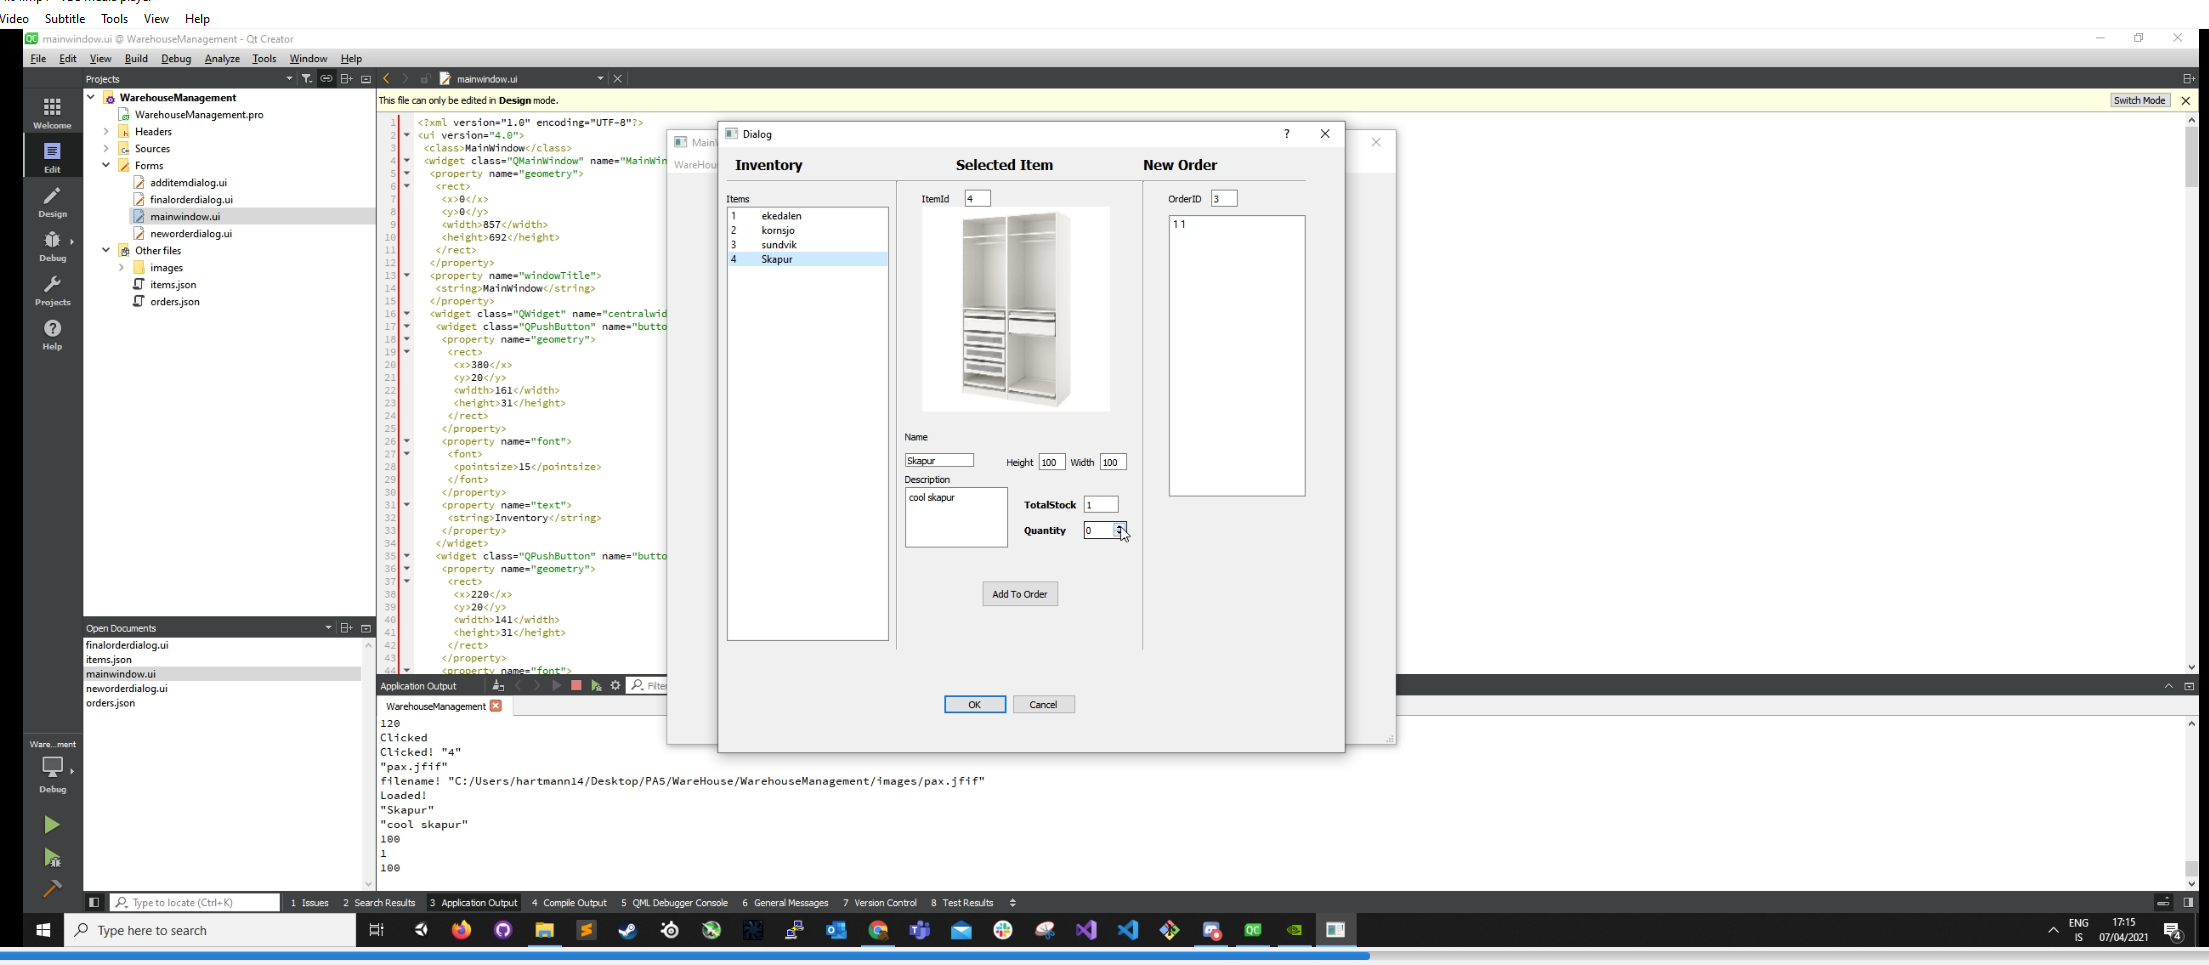 Video Subtitle Tools View Help
mainwindow.ui @ WarehouseManagement - Qt Creator
File Edit View Build Debug Analyze Tools Window Help
Projects
mainwindow.ui
This file can only be edited in Design mode.
Switch Mode
Welcome
Edit
Design
Debug
Projects
Help
WarehouseManagement
WarehouseManagement.pro
Headers
Sources
Forms
additemdialog.ui
finalorderdialog.ui
mainwindow.ui
neworderdialog.ui
Other files
images
items.json
orders.json
1 <?xml version="1.0" encoding="UTF-8"?>
2 <ui version="4.0">
3 <class>MainWindow</class>
4 <widget class="QMainWindow" name="MainWin
5 <property name="geometry">
6 <rect>
7 <x>0</x>
8 <y>0</y>
9 <width>857</width>
10 <height>692</height>
11 </rect>
12 </property>
13 <property name="windowTitle">
14 <string>MainWindow</string>
15 </property>
16 <widget class="QWidget" name="centralwid
17 <widget class="QPushButton" name="butto
18 <property name="geometry">
19 <rect>
20 <x>380</x>
21 <y>20</y>
22 <width>161</width>
23 <height>31</height>
24 </rect>
25 </property>
26 <property name="font">
27 <font>
28 <pointsize>15</pointsize>
29 </font>
30 </property>
31 <property name="text">
32 <string>Inventory</string>
33 </property>
34 </widget>
35 <widget class="QPushButton" name="butto
36 <property name="geometry">
37 <rect>
38 <x>220</x>
39 <y>20</y>
40 <width>141</width>
41 <height>31</height>
42 </rect>
43 </property>
44 <property name="font">
Main
WareHou
Dialog
?
Inventory
Selected Item
New Order
Items
1 ekedalen
2 kornsjo
3 sundvik
4 Skapur
ItemId 4
Name
Skapur
Height 100 Width 100
Description
cool skapur
TotalStock 1
Quantity 0
Add To Order
OrderID 3
1 1
OK Cancel
Open Documents
finalorderdialog.ui
items.json
mainwindow.ui
neworderdialog.ui
orders.json
Ware...ment
Debug
Application Output
Filter
WarehouseManagement
120
Clicked
Clicked! "4"
"pax.jfif"
filename! "C:/Users/hartmann14/Desktop/PA5/WareHouse/WarehouseManagement/images/pax.jfif"
Loaded!
"Skapur"
"cool skapur"
100
1
100
Type to locate (Ctrl+K)
1 Issues 2 Search Results 3 Application Output 4 Compile Output 5 QML Debugger Console 6 General Messages 7 Version Control 8 Test Results
Type here to search
ENG
IS
17:15
07/04/2021
4